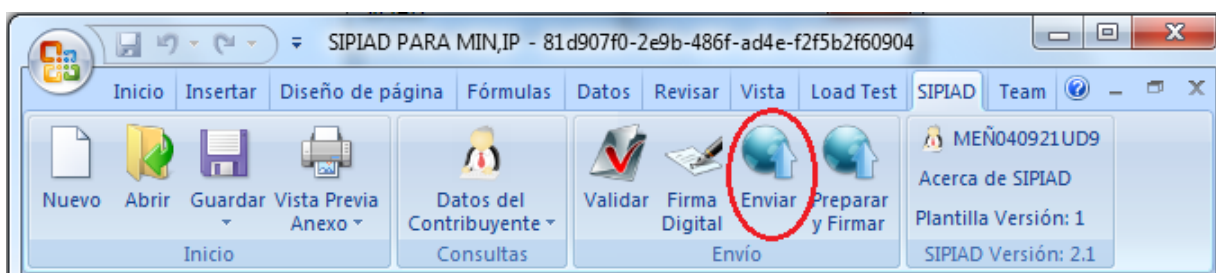 SIPIAD PARA MIN,IP - 81d907f0-2e9b-486f-ad4e-f2f5b2f60904
Inicio Insertar Diseño de página Fórmulas Datos Revisar Vista Load Test SIPIAD Team
Nuevo Abrir Guardar Vista Previa Anexo
Datos del Contribuyente
Validar Firma Digital Enviar Preparar y Firmar
MEÑ040921UD9
Acerca de SIPIAD
Plantilla Versión: 1
Inicio Consultas Envío SIPIAD Versión: 2.1